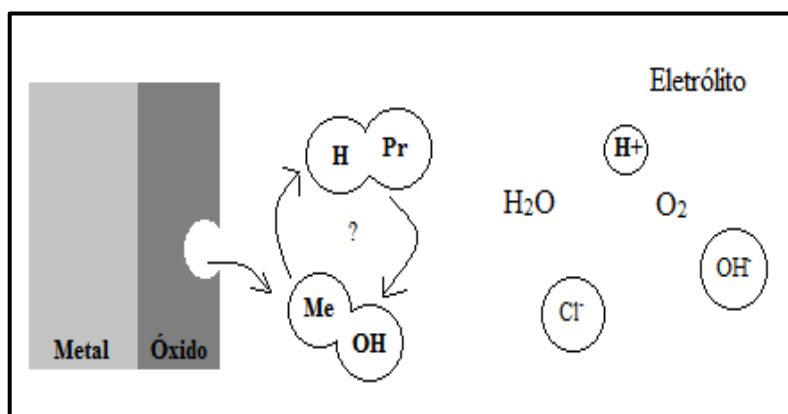 Eletrólito
H Pr
H+
H₂O
O₂
?
OH⁻
Me
OH
Cl⁻
Metal Óxido